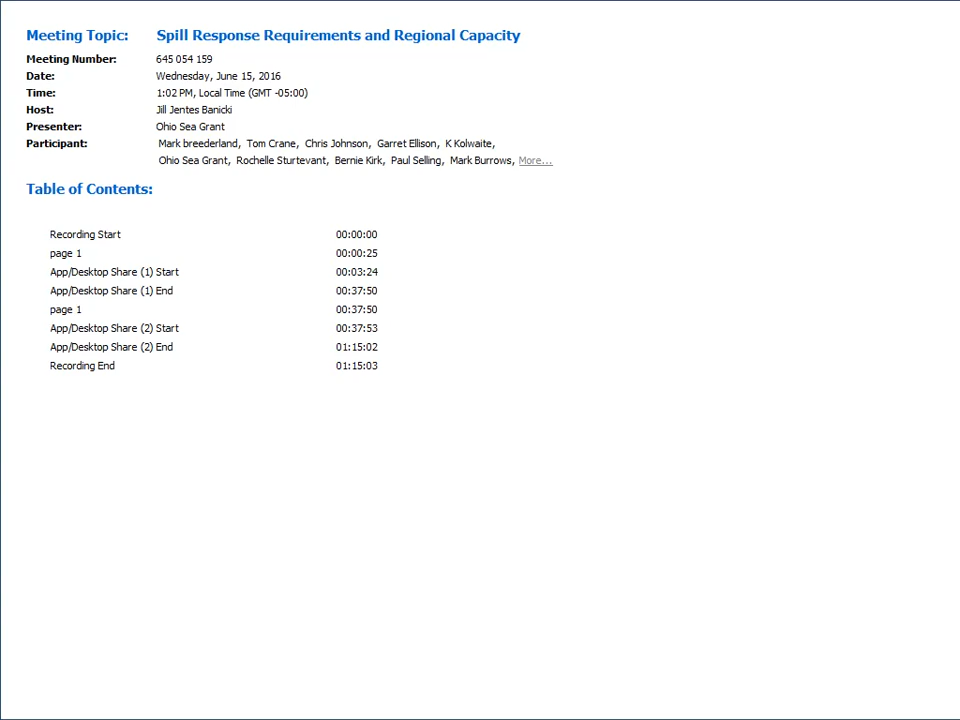 Meeting Topic: Spill Response Requirements and Regional Capacity
Meeting Number: 645 054 159
Date: Wednesday, June 15, 2016
Time: 1:02 PM, Local Time (GMT -05:00)
Host: Jill Jentes Banicki
Presenter: Ohio Sea Grant
Participant: Mark breederland, Tom Crane, Chris Johnson, Garret Ellison, K Kolwaite,
Ohio Sea Grant, Rochelle Sturtevant, Bernie Kirk, Paul Selling, Mark Burrows, More...
Table of Contents:
Recording Start 00:00:00
page 1 00:00:25
App/Desktop Share (1) Start 00:03:24
App/Desktop Share (1) End 00:37:50
page 1 00:37:50
App/Desktop Share (2) Start 00:37:53
App/Desktop Share (2) End 01:15:02
Recording End 01:15:03